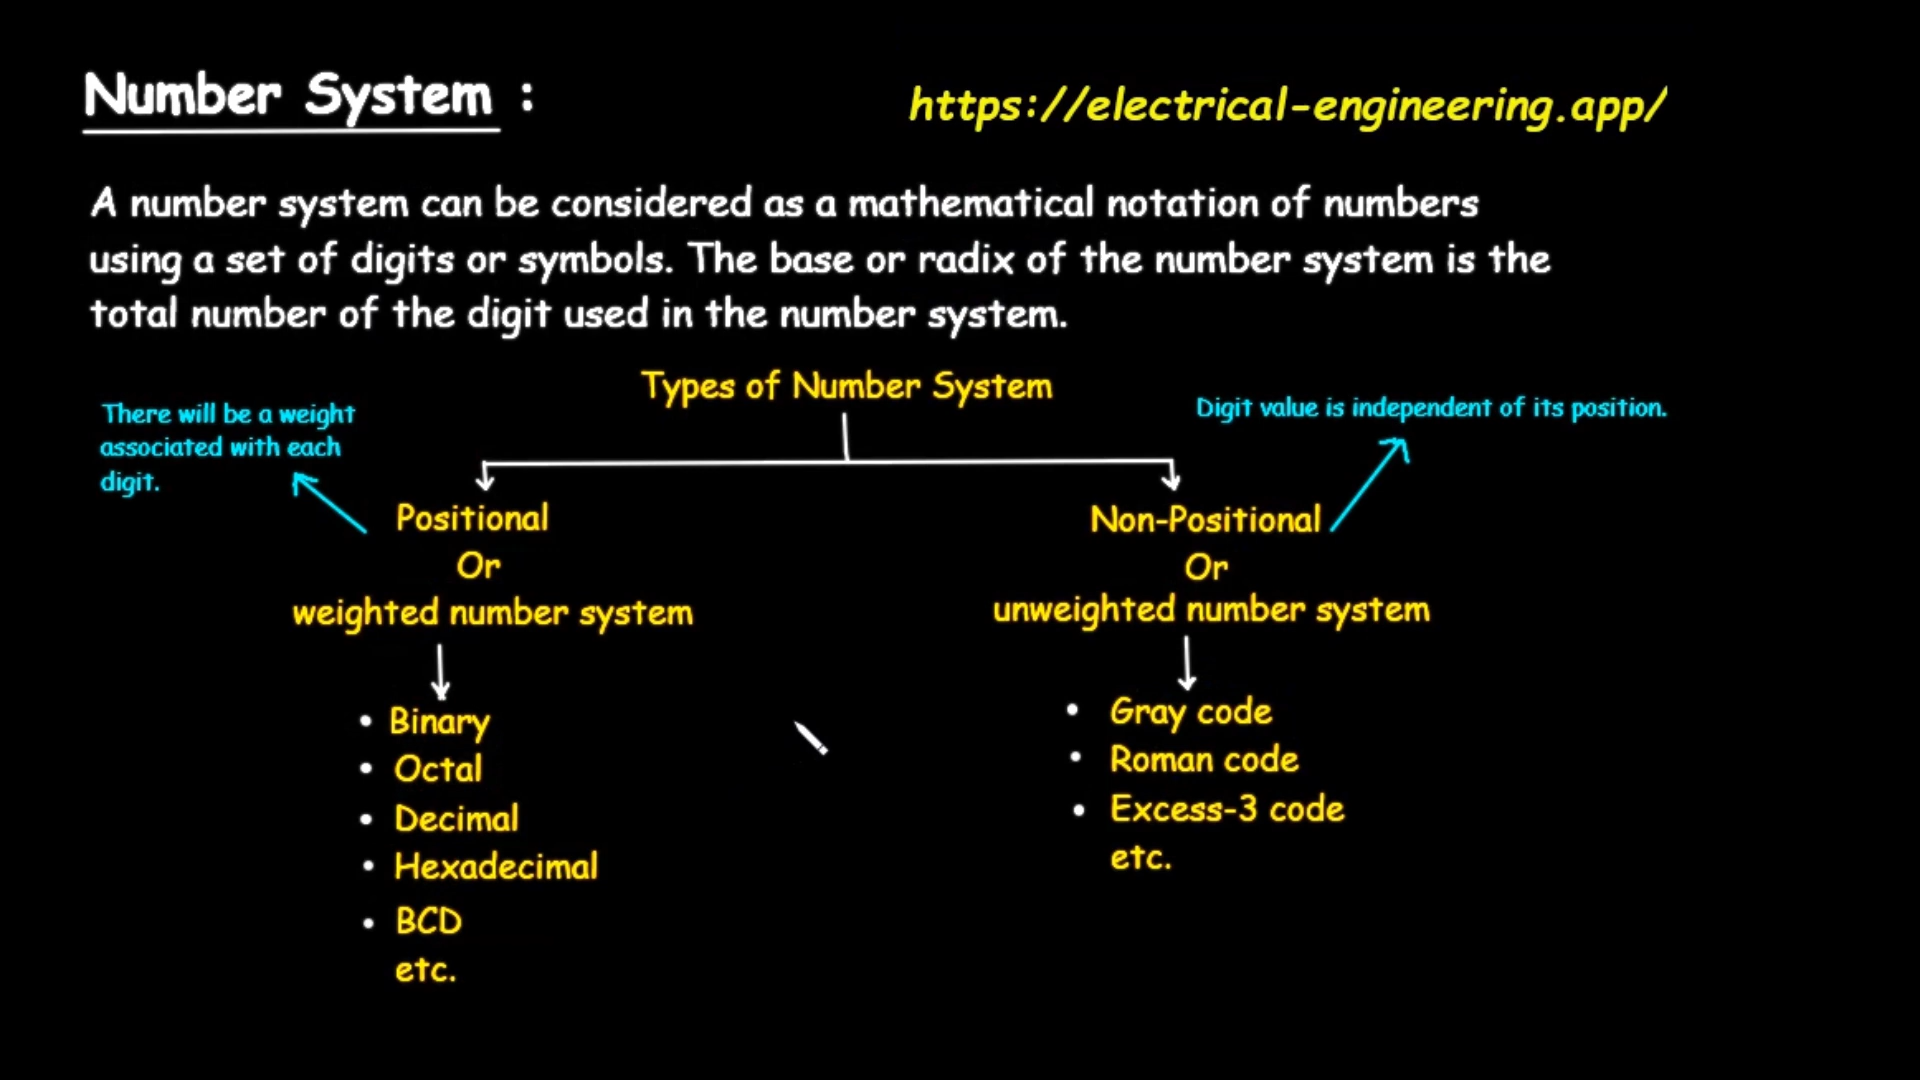 Number System :
https://electrical-engineering.app/
A number system can be considered as a mathematical notation of numbers
using a set of digits or symbols. The base or radix of the number system is the
total number of the digit used in the number system.
Types of Number System
There will be a weight
associated with each
digit.
Digit value is independent of its position.
Positional
Or
weighted number system
Non-Positional
Or
unweighted number system
• Binary
• Octal
• Decimal
• Hexadecimal
• BCD
etc.
• Gray code
• Roman code
• Excess-3 code
etc.